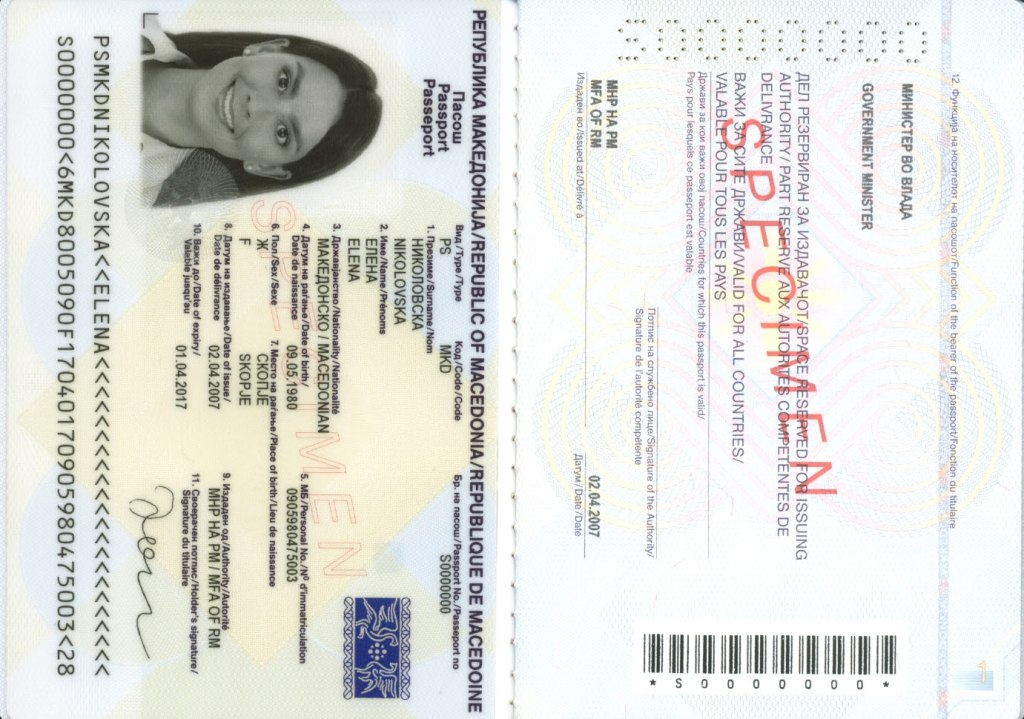 РЕПУБЛИКА МАКЕДОНИЈА/REPUBLIC OF MACEDONIA/REPUBLIQUE DE MACEDOINE
Пасош
Passport
Passeport
Вид/Type/Type
Код/Code/Code
Бр. на пасош/Passport No./Passeport no
PS
MKD
S0000000
1. Презиме/Surname/Nom
НИКОЛОВСКА
NIKOLOVSKA
2. Име/Name/Prénoms
ЕЛЕНА
ELENA
3. Државјанство/Nationality/Nationalité
МАКЕДОНСКО / MACEDONIAN
4. Датум на раѓање/Date of birth/
Date de naissance
09.05.1980
5. МБ/Personal No./Nº d'immatriculation
0905980475003
6. Пол/Sex/Sexe
Ж
F
7. Место на раѓање/Place of birth/Lieu de naissance
СКОПЈЕ
SKOPJE
8. Датум на издавање/Date of issue/
Date de délivrance
02.04.2007
9. Издаден од/Authority/Autorité
МНР НА РМ / MFA OF RM
10. Важи до/Date of expiry/
Valable jusqu'au
01.04.2017
11. Своерачен потпис/Holder's signature/
Signature du titulaire
SPECIMEN
PSMKDNIKOLOVSKA<<ELENA<<<<<<<<<<<<<<<<<<<<<<
S0000000<6MKD8005090F17040170905980475003<28
12. Функција на носителот на пасошот/Function of the bearer of the passport/Fonction du titulaire
МИНИСТЕР ВО ВЛАДА
GOVERNMENT MINISTER
ДЕЛ РЕЗЕРВИРАН ЗА ИЗДАВАЧОТ/SPACE RESERVED FOR ISSUING
AUTHORITY/ PART RESERVE AUX AUTORITES COMPETENTES DE
DELIVRANCE
ВАЖИ ЗА СИТЕ ДРЖАВИ/VALID FOR ALL COUNTRIES/
VALABLE POUR TOUS LES PAYS
Држави за кои важи овој пасош/Countries for which this passport is valid/
Pays pour lesquels ce passeport est valable
SPECIMEN
Потпис на службено лице/Signature of the Authority/
Signature de l'autorité compétente
МНР НА РМ
MFA OF RM
02.04.2007
Издаден во/Issued at/Délivré à
Датум/Date/Date
S0000000
*S0000000*
1